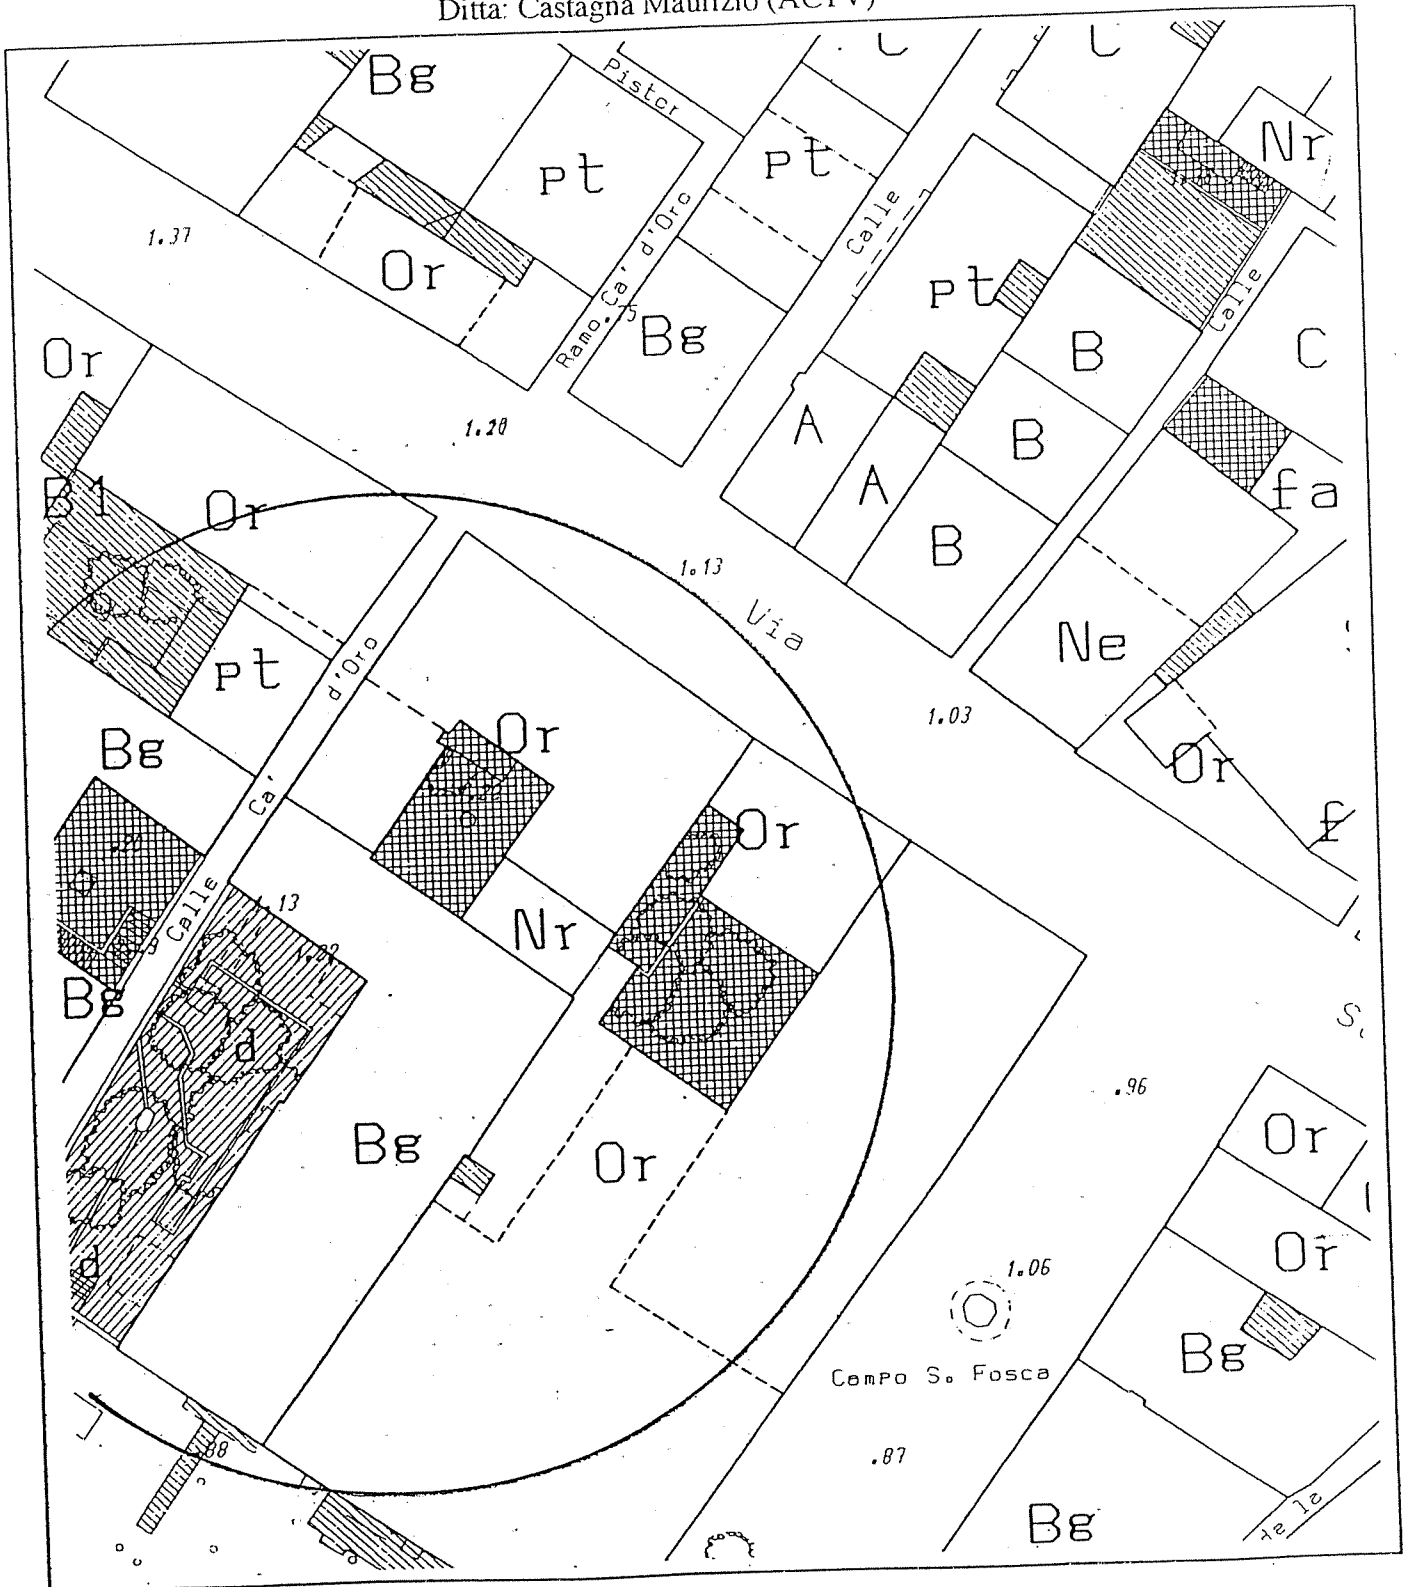 Ditta: Castagna Maurizio (ACTV)
Bg
Pistor
C
C
pt
pt
Nr
1.37
Or
Ramo Ca' d'Oro
Calle
pt
Calle
Bg
B
C
Or
1.20
A
B
B1
Or
A
fa
B
1.13
Via
Ne
pt
d'Oro
1.03
Bg
Or
Or
Ca'
Or
f
Calle
1.13
Nr
Bg
d
.96
Bg
Or
Or
Or
d
1.06
Bg
Campo S. Fosca
.87
.88
Bg